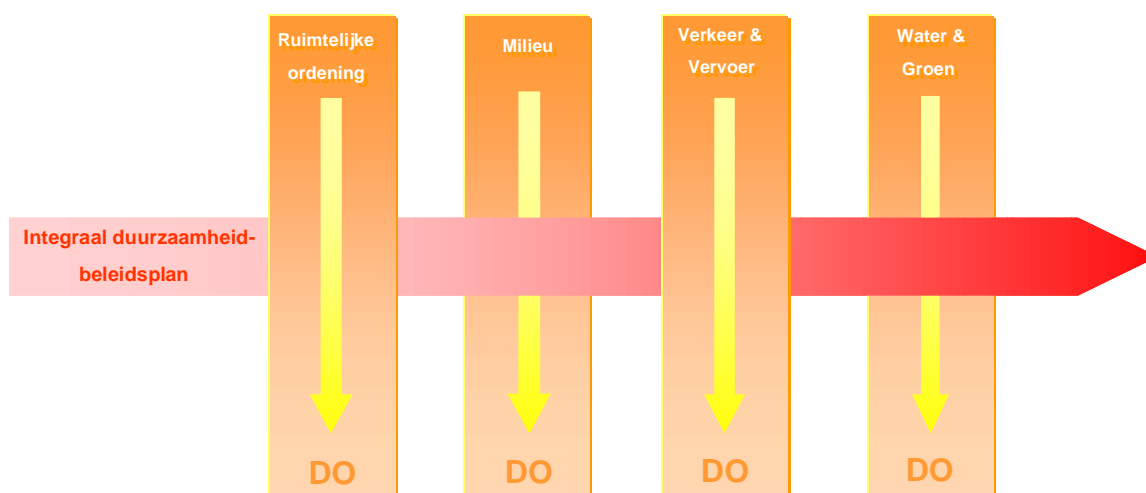 Ruimtelijke
ordening
Milieu
Verkeer &
Vervoer
Water &
Groen
Integraal duurzaamheid-
beleidsplan
DO
DO
DO
DO